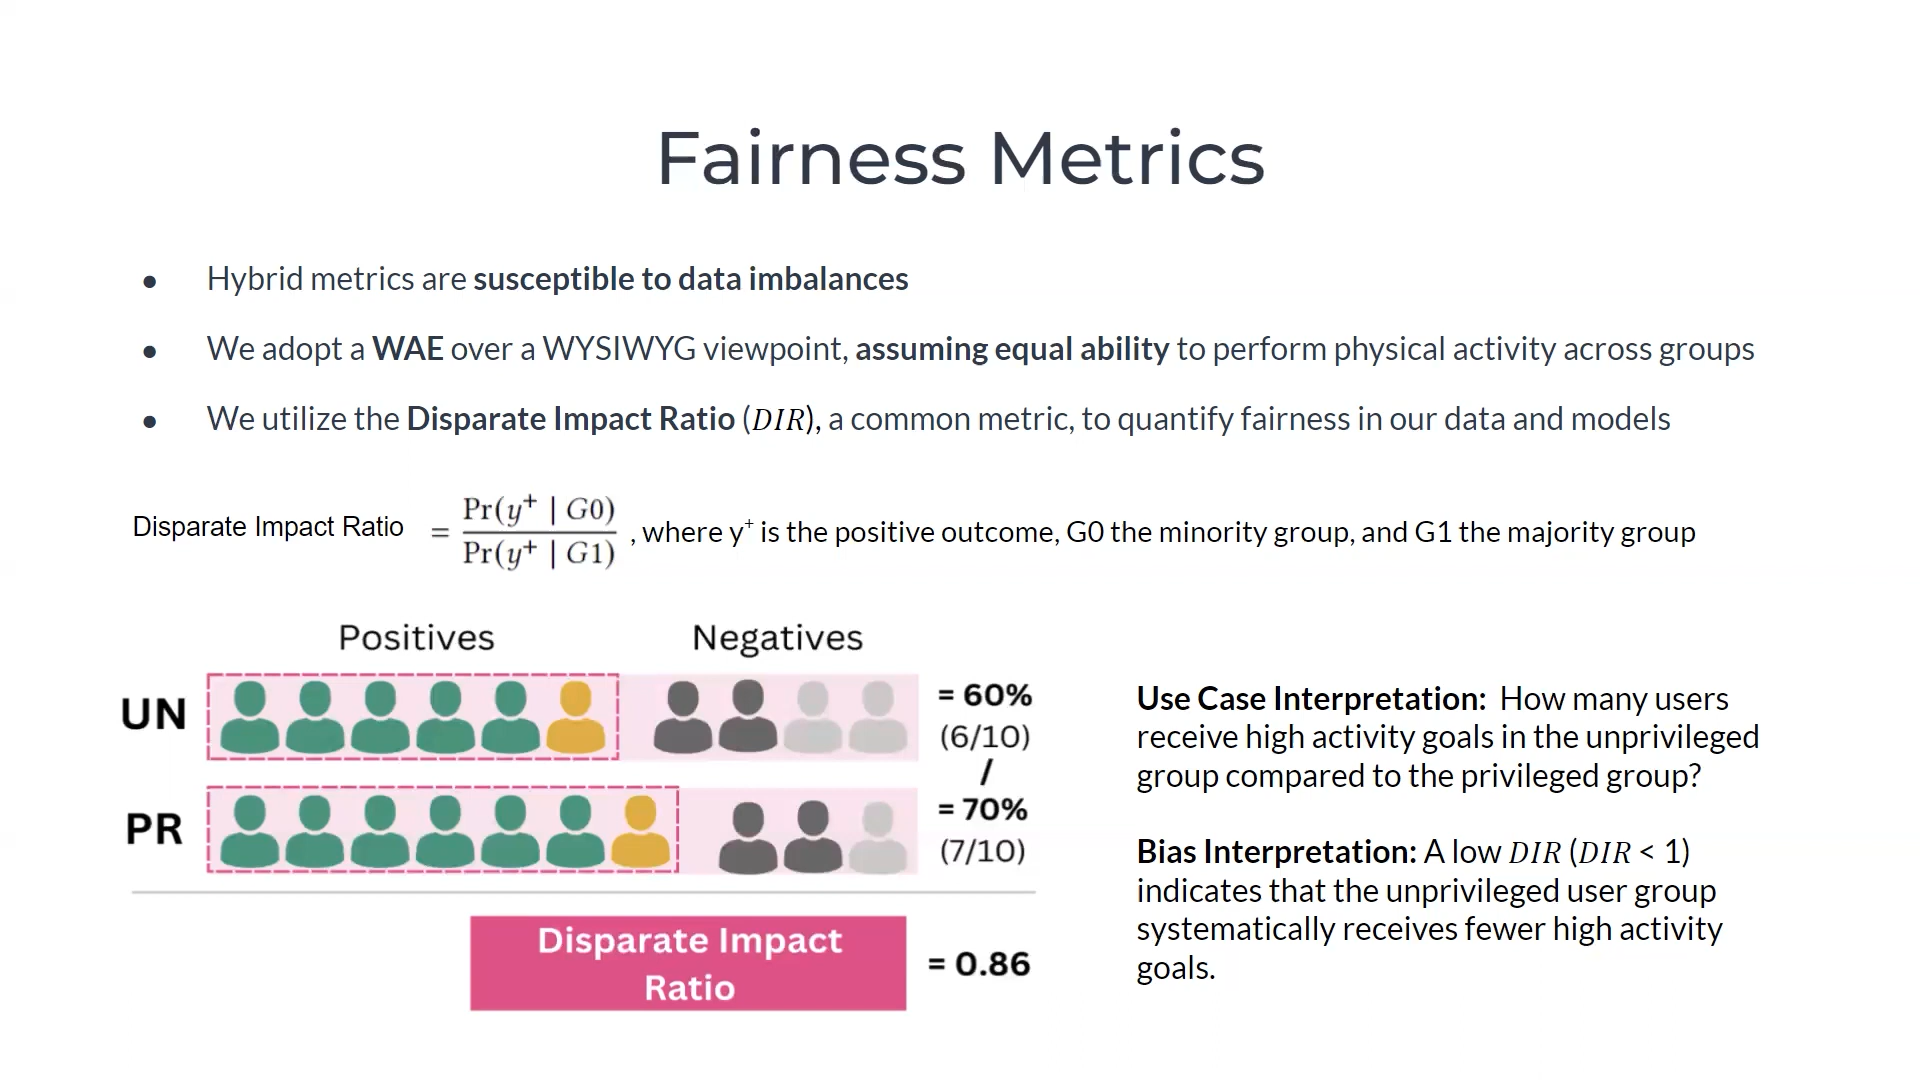 Fairness Metrics
● Hybrid metrics are susceptible to data imbalances
● We adopt a WAE over a WYSIWYG viewpoint, assuming equal ability to perform physical activity across groups
● We utilize the Disparate Impact Ratio (DIR), a common metric, to quantify fairness in our data and models
Disparate Impact Ratio = Pr(y⁺ | G0) / Pr(y⁺ | G1) , where y⁺ is the positive outcome, G0 the minority group, and G1 the majority group
Positives Negatives
UN = 60%
(6/10)
/
PR = 70%
(7/10)
Disparate Impact
Ratio
= 0.86
Use Case Interpretation: How many users
receive high activity goals in the unprivileged
group compared to the privileged group?
Bias Interpretation: A low DIR (DIR < 1)
indicates that the unprivileged user group
systematically receives fewer high activity
goals.